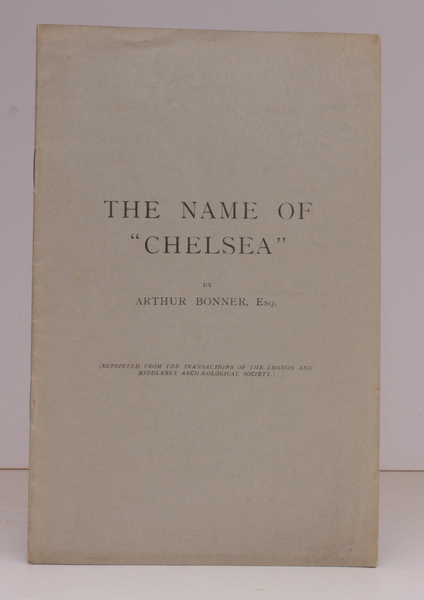 THE NAME OF
“CHELSEA”
BY
ARTHUR BONNER, Esq.
[REPRINTED FROM THE TRANSACTIONS OF THE LONDON AND
MIDDLESEX ARCHÆOLOGICAL SOCIETY.]